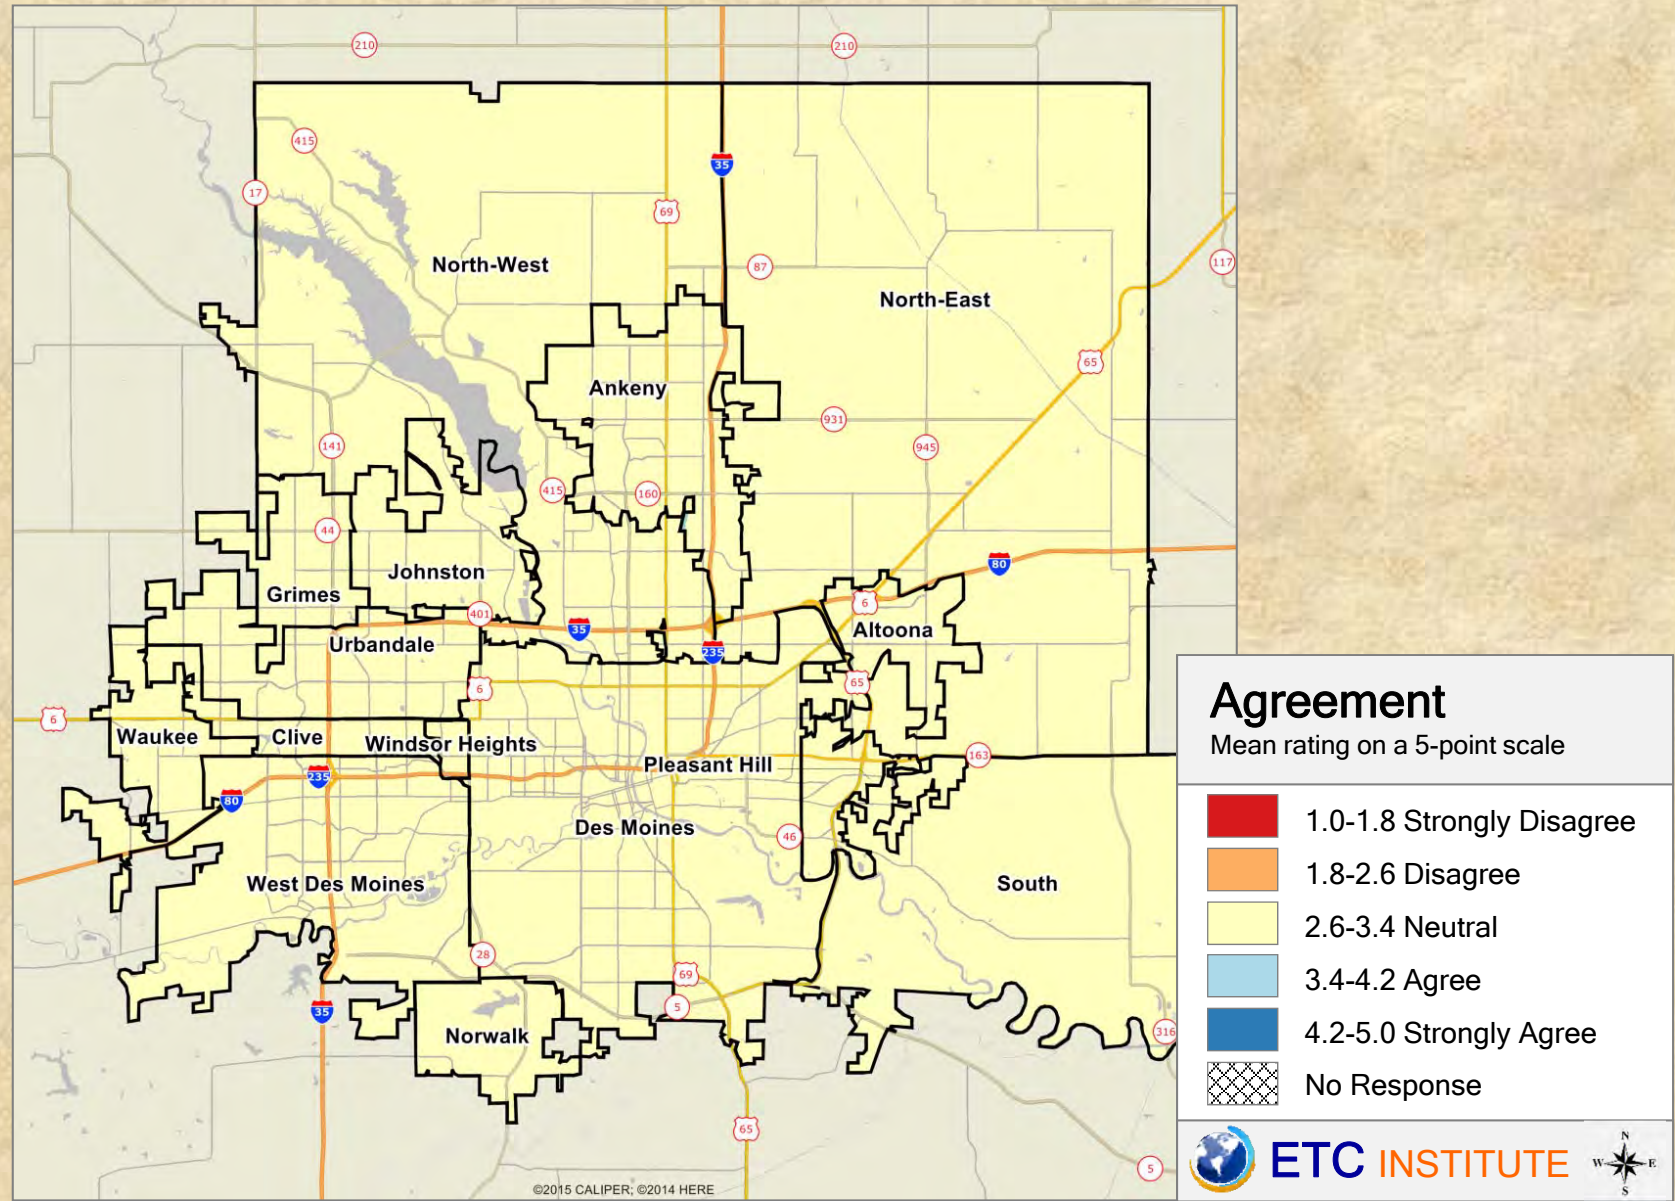 210
210
415
35
17
69
North-West
87
117
North-East
65
Ankeny
931
141
945
415
160
44
80
Johnston
Grimes
6
401
35
Altoona
Urbandale
235
65
6
6
Waukee
Clive
Windsor Heights
163
Pleasant Hill
235
80
Des Moines
46
West Des Moines
South
28
69
5
35
316
Norwalk
65
5
©2015 CALIPER; ©2014 HERE
Agreement
Mean rating on a 5-point scale
1.0-1.8 Strongly Disagree
1.8-2.6 Disagree
2.6-3.4 Neutral
3.4-4.2 Agree
4.2-5.0 Strongly Agree
No Response
ETC INSTITUTE
N
W E
S